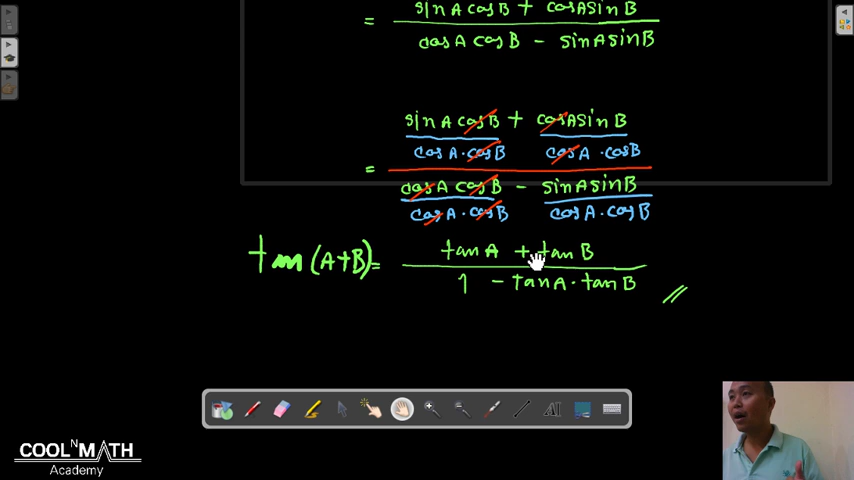 sin A cos B + cos A sin B
= cos A cos B - sin A sin B
sin A cos B + cos A sin B
cos A · cos B cos A · cos B
=
cos A cos B - sin A sin B
cos A · cos B cos A · cos B
tan (A+B) = tan A + tan B
1 - tan A · tan B
AI
COOL N MATH
Academy